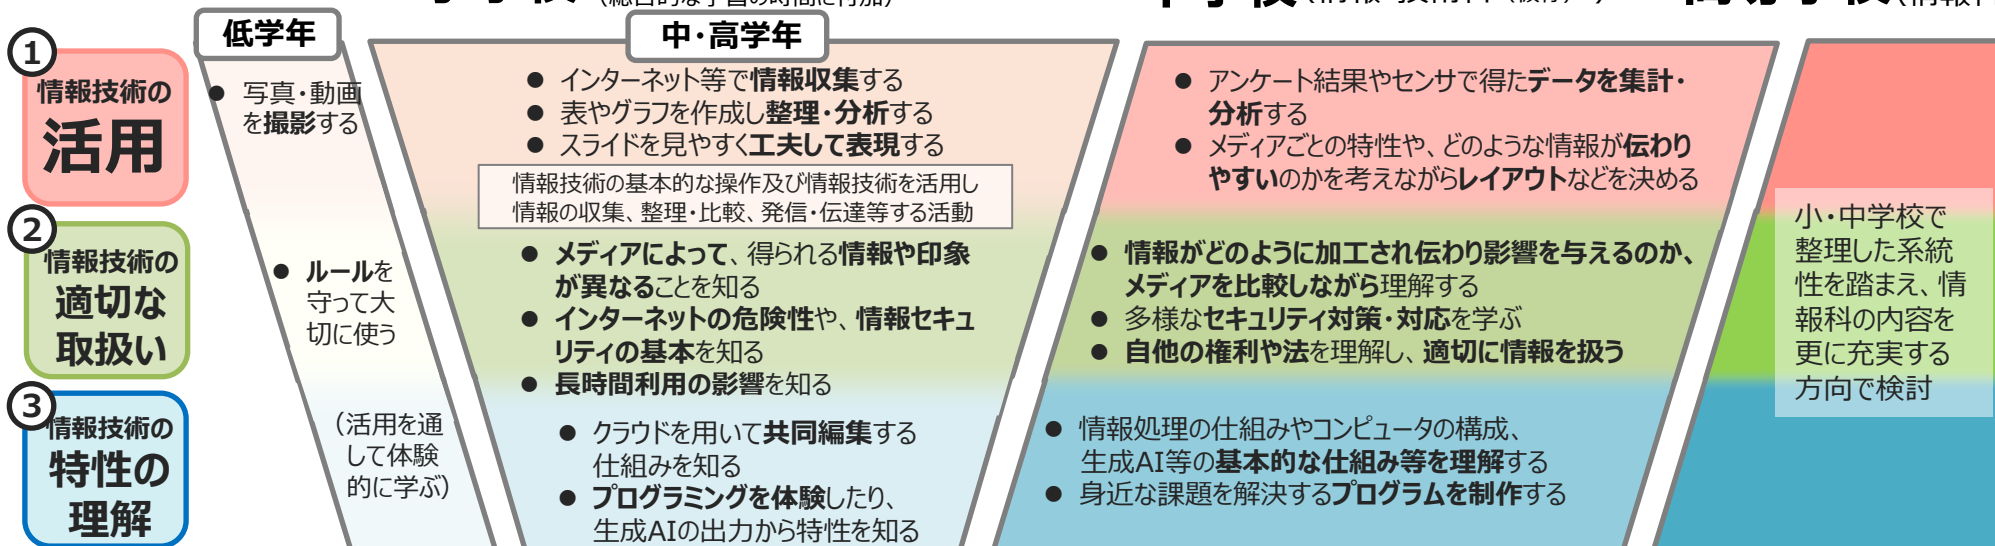 低学年
中・高学年
①
情報技術の
活用
● 写真・動画
を撮影する
● インターネット等で情報収集する
● 表やグラフを作成し整理・分析する
● スライドを見やすく工夫して表現する
情報技術の基本的な操作及び情報技術を活用し
情報の収集、整理・比較、発信・伝達等する活動
● アンケート結果やセンサで得たデータを集計・
分析する
● メディアごとの特性や、どのような情報が伝わり
やすいのかを考えながらレイアウトなどを決める
②
情報技術の
適切な
取扱い
● ルールを
守って大
切に使う
● メディアによって、得られる情報や印象
が異なることを知る
● インターネットの危険性や、情報セキュ
リティの基本を知る
● 長時間利用の影響を知る
● 情報がどのように加工され伝わり影響を与えるのか、
メディアを比較しながら理解する
● 多様なセキュリティ対策・対応を学ぶ
● 自他の権利や法を理解し、適切に情報を扱う
小・中学校で
整理した系統
性を踏まえ、情
報科の内容を
更に充実する
方向で検討
③
情報技術の
特性の
理解
（活用を通
して体験
的に学ぶ）
● クラウドを用いて共同編集する
仕組みを知る
● プログラミングを体験したり、
生成AIの出力から特性を知る
● 情報処理の仕組みやコンピュータの構成、
生成AI等の基本的な仕組み等を理解する
● 身近な課題を解決するプログラムを制作する